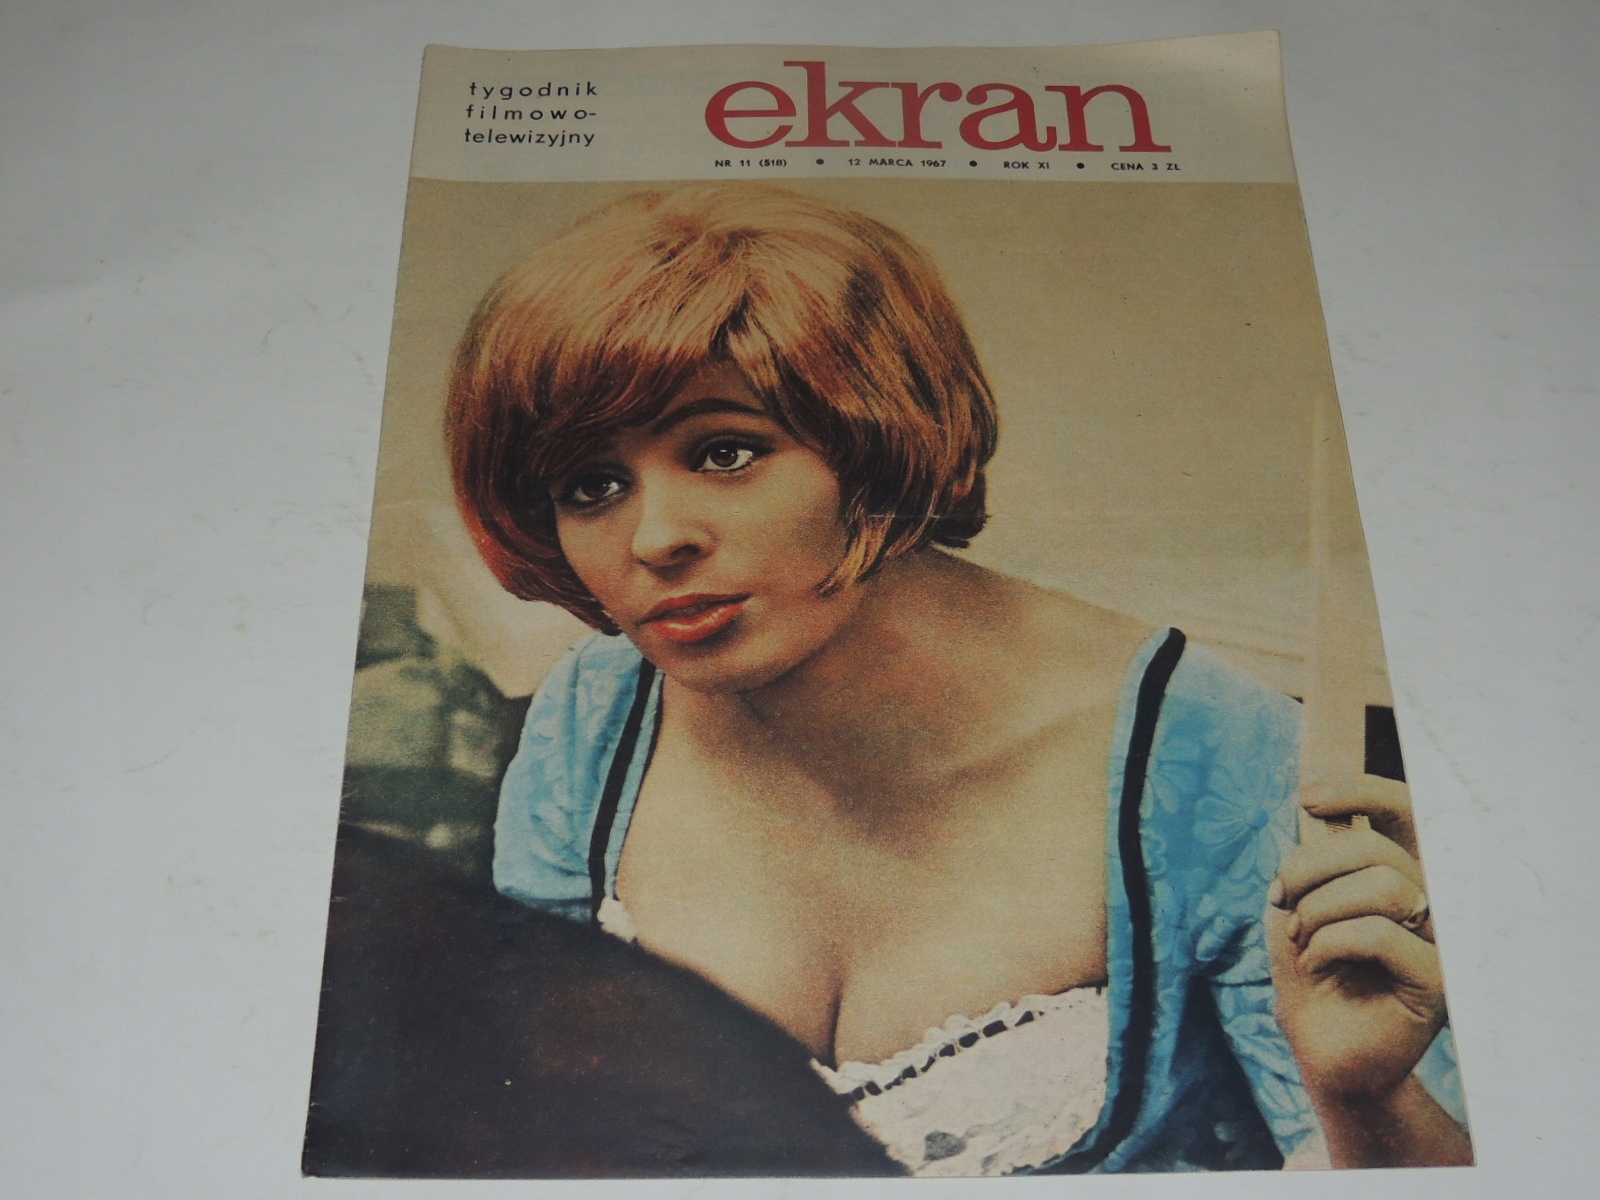 tygodnik
filmowo-
telewizyjny
ekran
NR 11 (518) • 12 MARCA 1967 • ROK XI • CENA 3 ZŁ